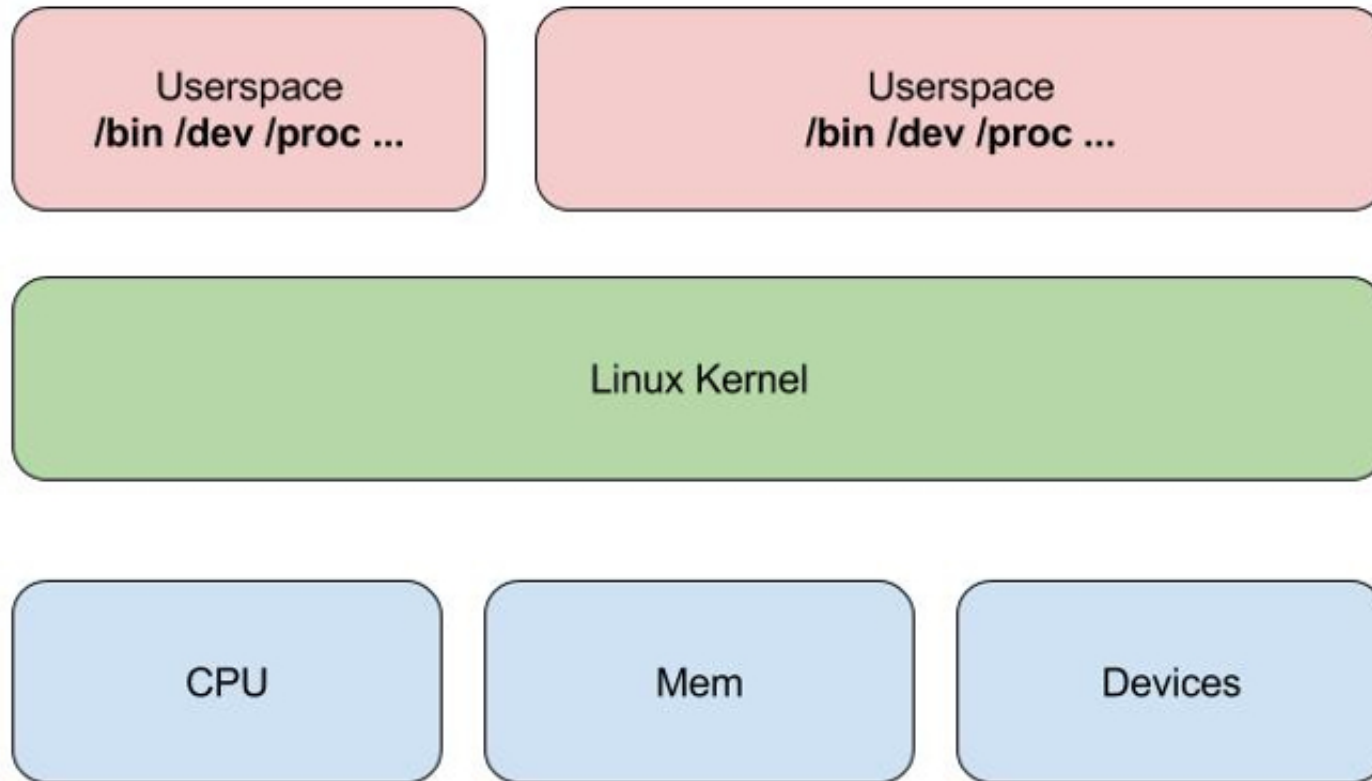 Userspace
/bin /dev /proc ...
Userspace
/bin /dev /proc ...
Linux Kernel
CPU
Mem
Devices